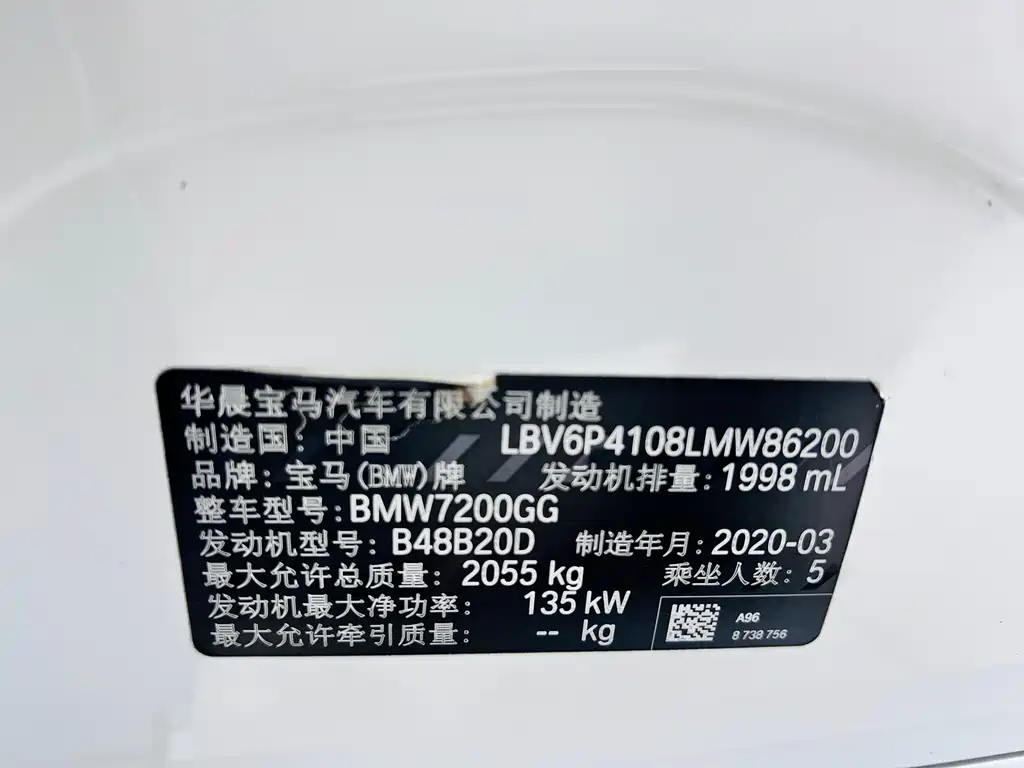 华晨宝马汽车有限公司制造
制造国：中国 LBV6P4108LMW86200
品牌：宝马(BMW)牌 发动机排量：1998 mL
整车型号：BMW7200GG
发动机型号：B48B20D 制造年月：2020-03
最大允许总质量：2055 kg 乘坐人数：5
发动机最大净功率：135 kW
最大允许牵引质量：-- kg
A96
8 738 756